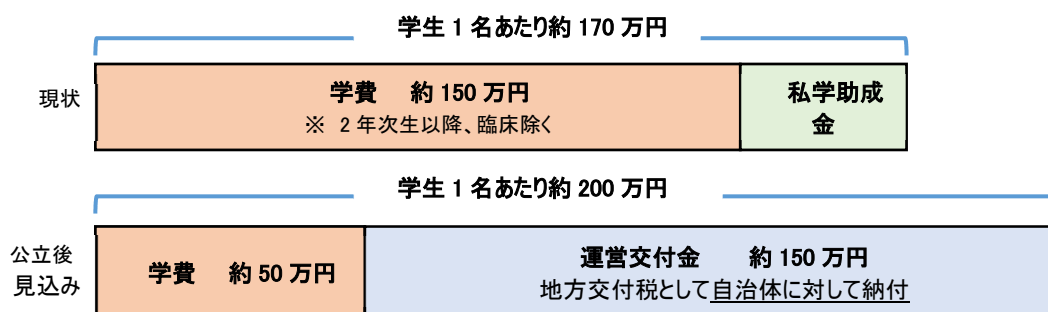 学生 1 名あたり約 170 万円
現状
学費 約 150 万円
※ 2 年次生以降、臨床除く
私学助成
金
学生 1 名あたり約 200 万円
公立後
見込み
学費 約 50 万円
運営交付金 約 150 万円
地方交付税として自治体に対して納付